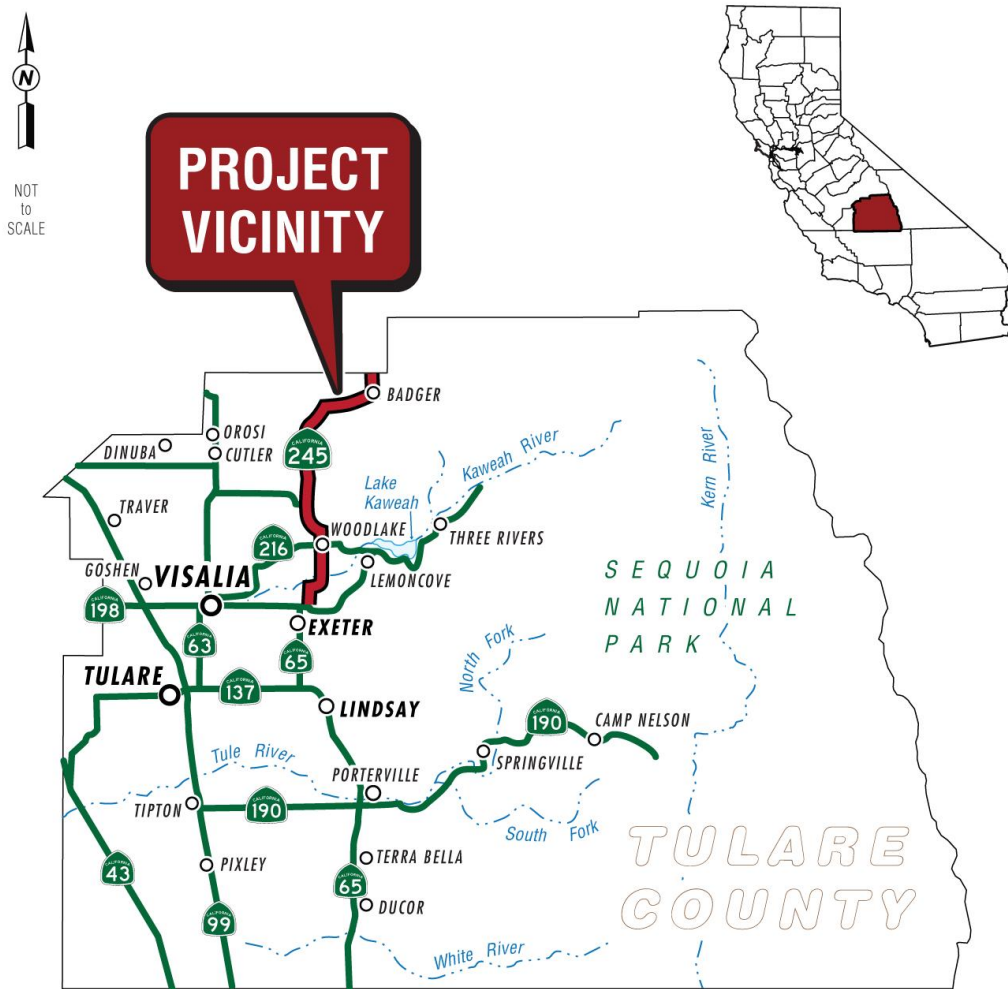 N
NOT
to
SCALE
PROJECT
VICINITY
BADGER
OROSI
DINUBA
CUTLER
CALIFORNIA
245
Kaweah River
Kern River
Lake
Kaweah
TRAVER
WOODLAKE
THREE RIVERS
CALIFORNIA
216
LEMONCOVE
GOSHEN
VISALIA
SEQUOIA
NATIONAL
PARK
CALIFORNIA
198
EXETER
CALIFORNIA
63
CALIFORNIA
65
North Fork
TULARE
CALIFORNIA
137
LINDSAY
CALIFORNIA
190
CAMP NELSON
SPRINGVILLE
Tule River
PORTERVILLE
TIPTON
CALIFORNIA
190
South Fork
TULARE
COUNTY
CALIFORNIA
43
PIXLEY
TERRA BELLA
CALIFORNIA
65
DUCOR
CALIFORNIA
99
White River